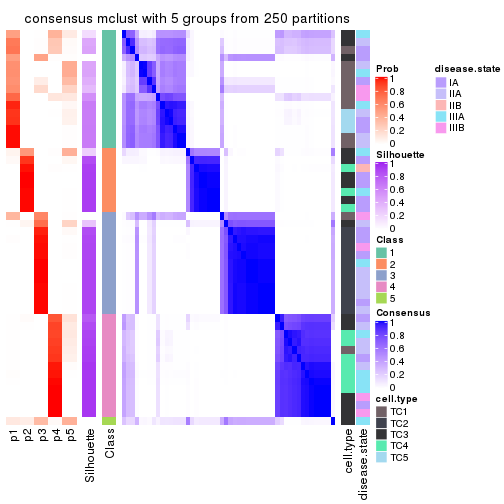 consensus mclust with 5 groups from 250 partitions
Prob
1
0.8
0.6
0.4
0.2
0
Silhouette
1
0.8
0.6
0.4
0.2
0
Class
1
2
3
4
5
Consensus
1
0.8
0.6
0.4
0.2
0
cell.type
TC1
TC2
TC3
TC4
TC5
disease.state
IA
IIA
IIB
IIIA
IIIB
p1
p2
p3
p4
p5
Silhouette
Class
cell.type
disease.state